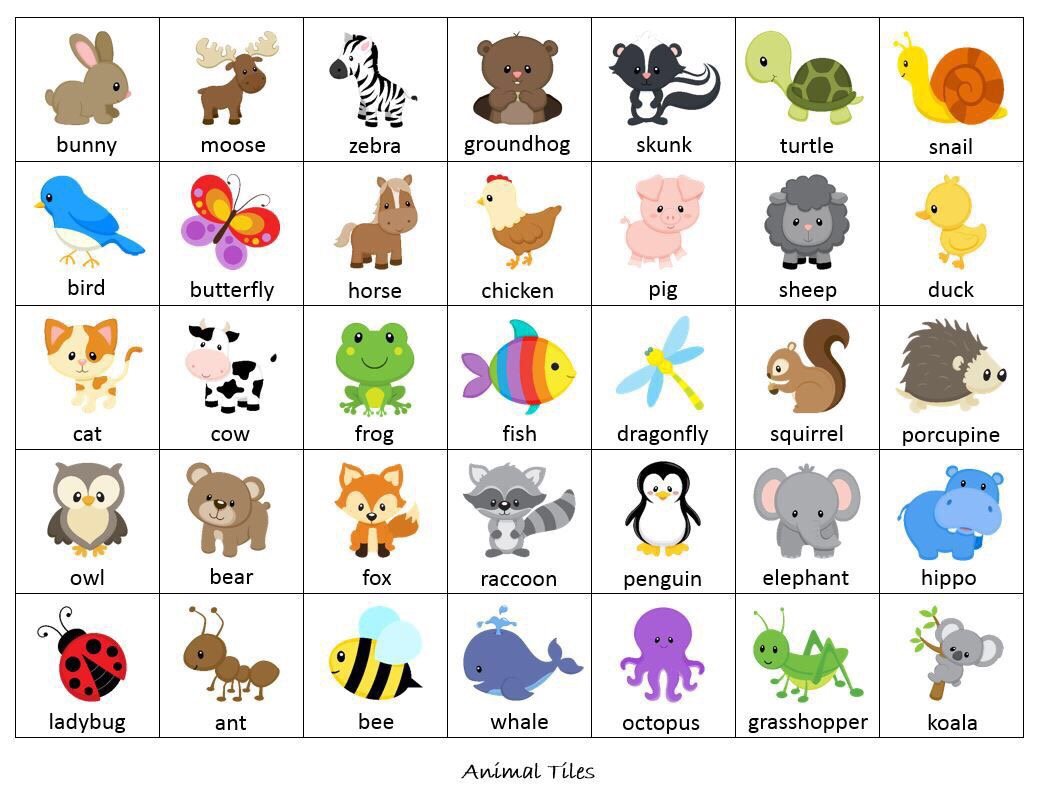 bunny moose zebra groundhog skunk turtle snail
bird butterfly horse chicken pig sheep duck
cat cow frog fish dragonfly squirrel porcupine
owl bear fox raccoon penguin elephant hippo
ladybug ant bee whale octopus grasshopper koala
Animal Tiles